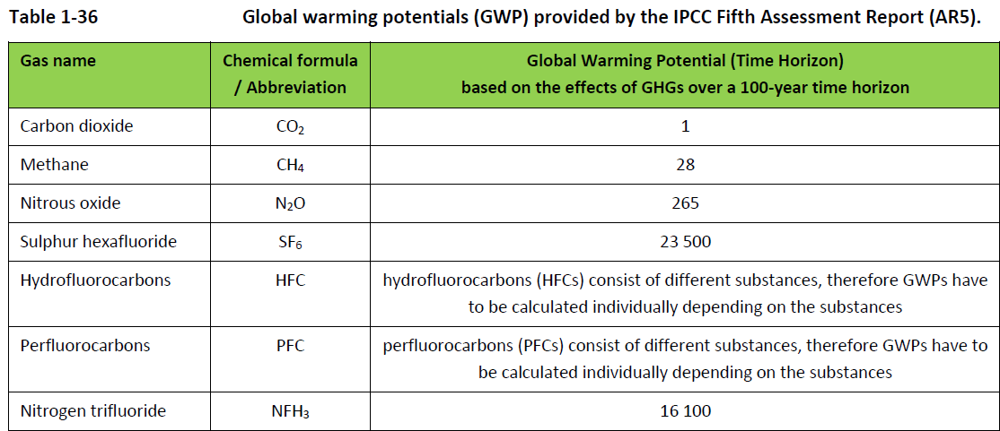 Table 1-36 Global warming potentials (GWP) provided by the IPCC Fifth Assessment Report (AR5).
Gas name Chemical formula / Abbreviation Global Warming Potential (Time Horizon) based on the effects of GHGs over a 100-year time horizon
Carbon dioxide CO₂ 1
Methane CH₄ 28
Nitrous oxide N₂O 265
Sulphur hexafluoride SF₆ 23 500
Hydrofluorocarbons HFC hydrofluorocarbons (HFCs) consist of different substances, therefore GWPs have
to be calculated individually depending on the substances
Perfluorocarbons PFC perfluorocarbons (PFCs) consist of different substances, therefore GWPs have to
be calculated individually depending on the substances
Nitrogen trifluoride NFH₃ 16 100